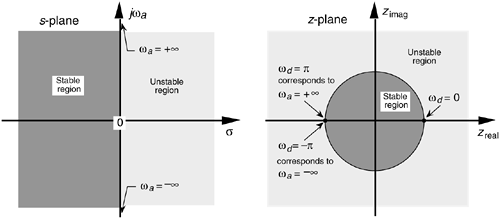 s-plane
jωa
ωa = +∞
Stable
region
Unstable
region
0
σ
ωa = −∞
z-plane
zimag
Unstable
region
ωd = π
corresponds to
ωa = +∞
Stable
region
ωd = 0
zreal
ωd = −π
corresponds to
ωa = −∞